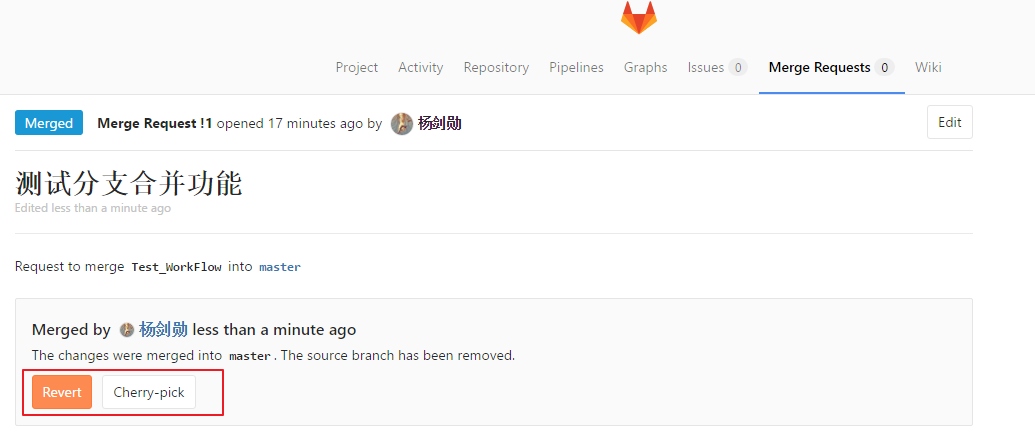 Project Activity Repository Pipelines Graphs Issues 0 Merge Requests 0 Wiki
Merged Merge Request !1 opened 17 minutes ago by 杨剑勋 Edit
测试分支合并功能
Edited less than a minute ago
Request to merge Test_WorkFlow into master
Merged by 杨剑勋 less than a minute ago
The changes were merged into master. The source branch has been removed.
Revert Cherry-pick